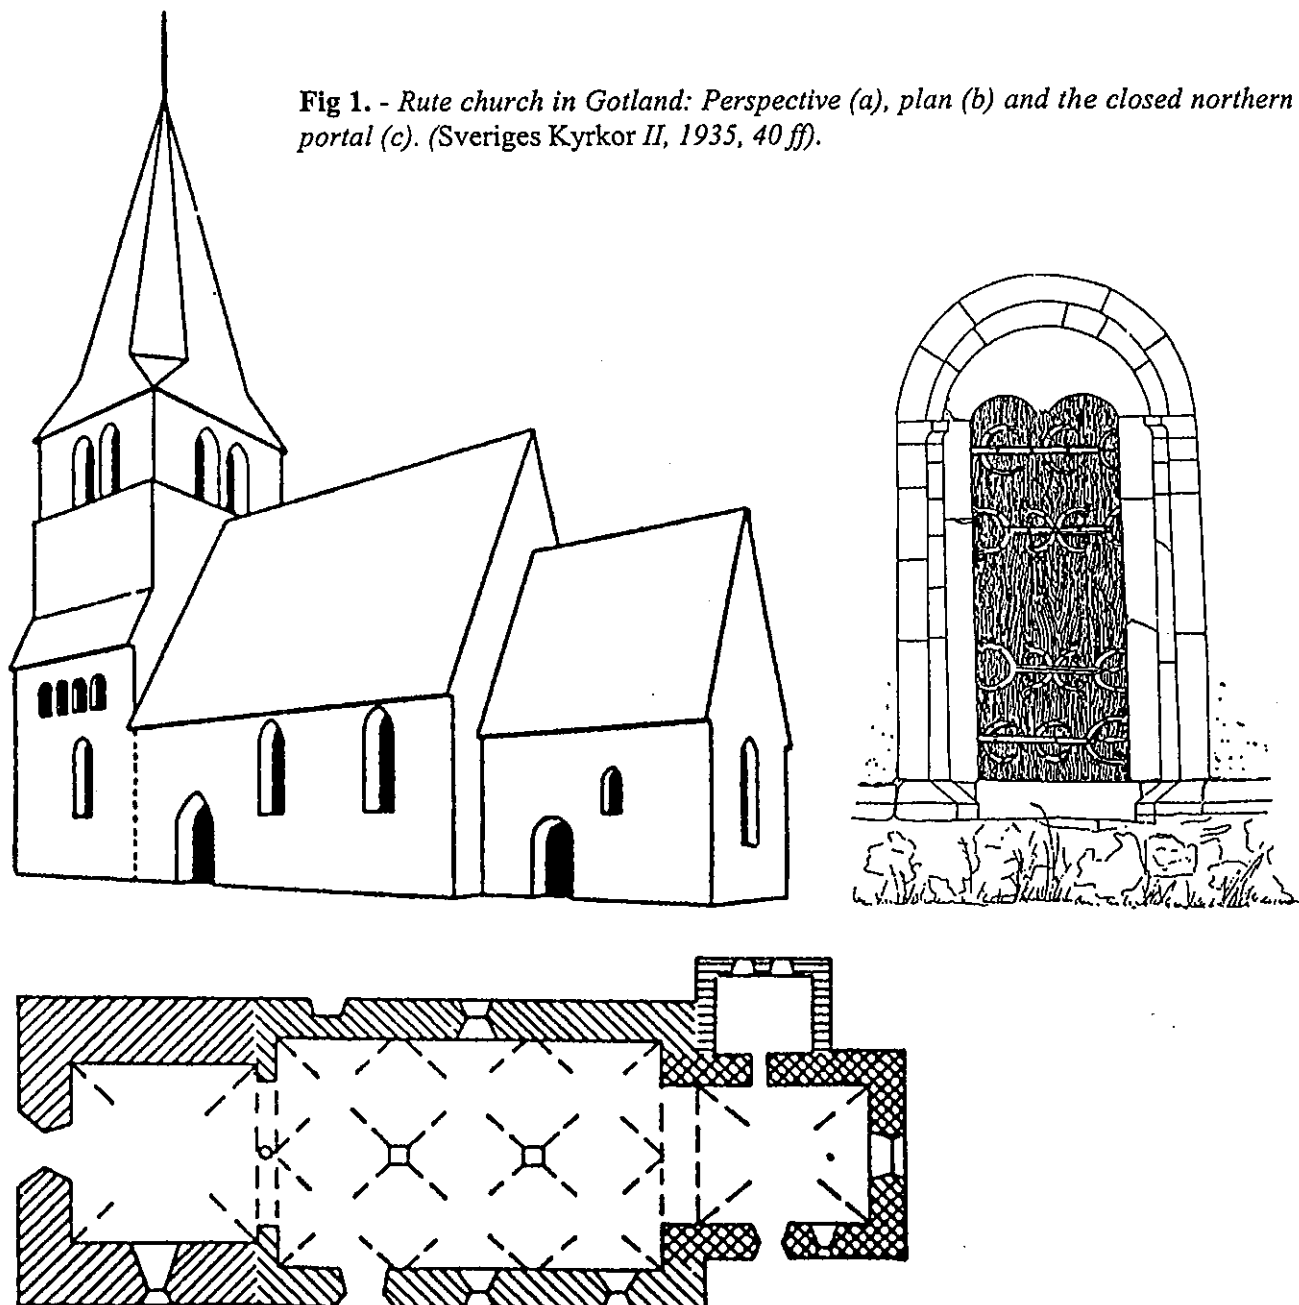 Fig 1. - Rute church in Gotland: Perspective (a), plan (b) and the closed northern
portal (c). (Sveriges Kyrkor II, 1935, 40 ff).